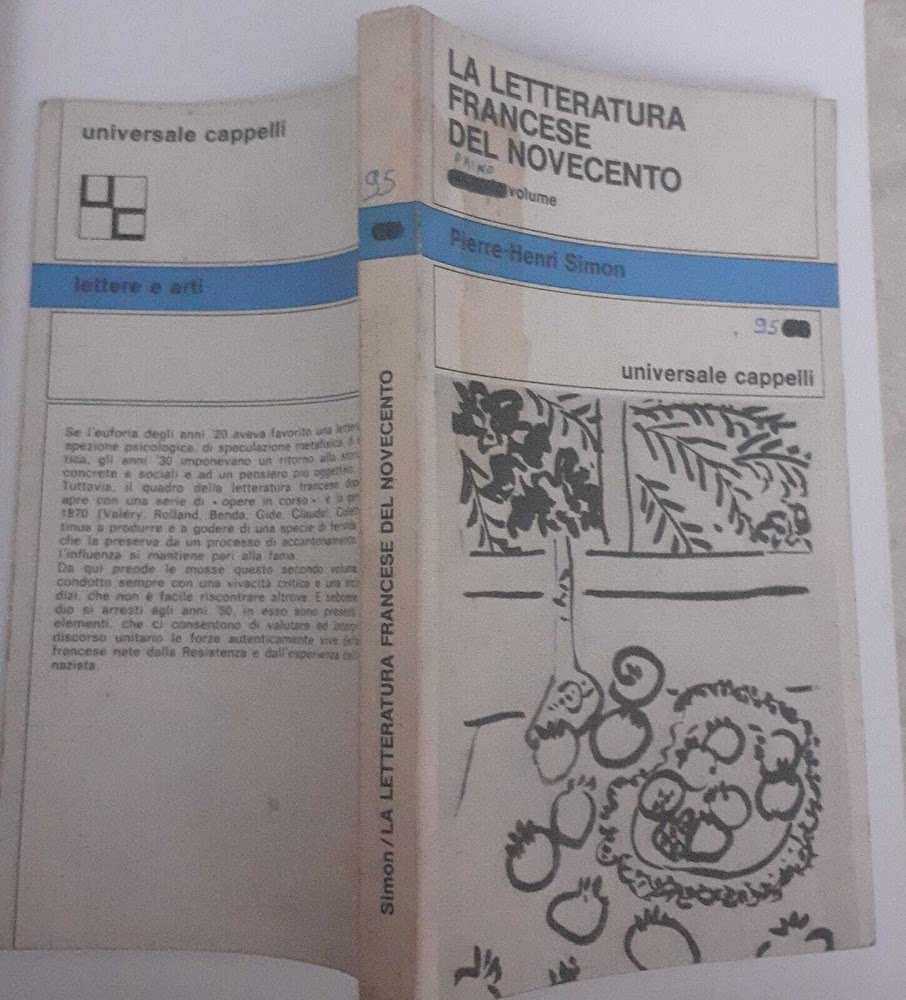 universale cappelli
lettere e arti
Se l'euforia degli anni '20 aveva favorito una
spezione psicologica, di speculazione metafisica
gli anni '30 imponevano un ritorno alla
concrete e sociali e ad un pensiero più oggettivo.
Tuttavia, il quadro della letteratura francese
apre con una serie di « opere in corso » e la
1870 (Valéry, Rolland, Benda, Gide, Claudel,
tinua a produrre e a godere di una specie di
che la preserva da un processo di accantonamento
l'influenza si mantiene pari alla fama.
Da qui prende le mosse questo secondo volume
condotto sempre con una vivacità critica e una
dizi, che non è facile riscontrare altrove. E
dio si arresti agli anni '50, in esso sono
elementi, che ci consentono di valutare ed
discorso unitario le forze autenticamente vive
francese nate dalla Resistenza e dall'esperienza
nazista.
95
Simon/LA LETTERATURA FRANCESE DEL NOVECENTO
LA LETTERATURA
FRANCESE
DEL NOVECENTO
PRIMO
volume
Pierre-Henri Simon
95
universale cappelli